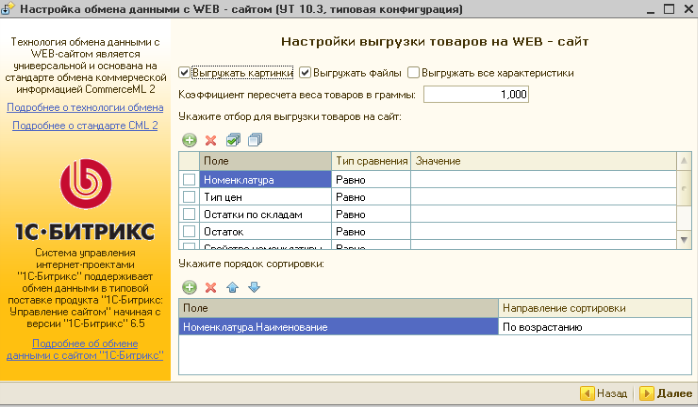 Настройка обмена данными с WEB - сайтом (УТ 10.3, типовая конфигурация)
Технология обмена данными с
WEB-сайтом является
универсальной и основана на
стандарте обмена коммерческой
информацией CommerceML 2
Подробнее о технологии обмена
Подробнее о стандарте CML 2
1С·БИТРИКС
Система управления
интернет-проектами
"1С-Битрикс" поддерживает
обмен данными в типовой
поставке продукта "1С-Битрикс:
Управление сайтом" начиная с
версии "1С-Битрикс" 6.5
Подробнее об обмене
данными с сайтом "1С-Битрикс"
Настройки выгрузки товаров на WEB - сайт
Выгружать картинки Выгружать файлы Выгружать все характеристики
Коэффициент пересчета веса товаров в граммы: 1,000
Укажите отбор для выгрузки товаров на сайт:
Поле Тип сравнения Значение
Номенклатура Равно
Тип цен Равно
Остатки по складам Равно
Остаток Равно
Свойство номенклатуры Равно
Укажите порядок сортировки:
Поле Направление сортировки
Номенклатура.Наименование По возрастанию
Назад Далее